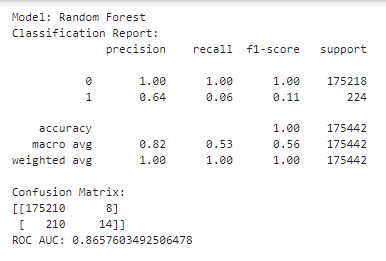 Model: Random Forest
Classification Report:
precision recall f1-score support
0 1.00 1.00 1.00 175218
1 0.64 0.06 0.11 224
accuracy 1.00 175442
macro avg 0.82 0.53 0.56 175442
weighted avg 1.00 1.00 1.00 175442
Confusion Matrix:
[[175210 8]
[ 210 14]]
ROC AUC: 0.8657603492506478